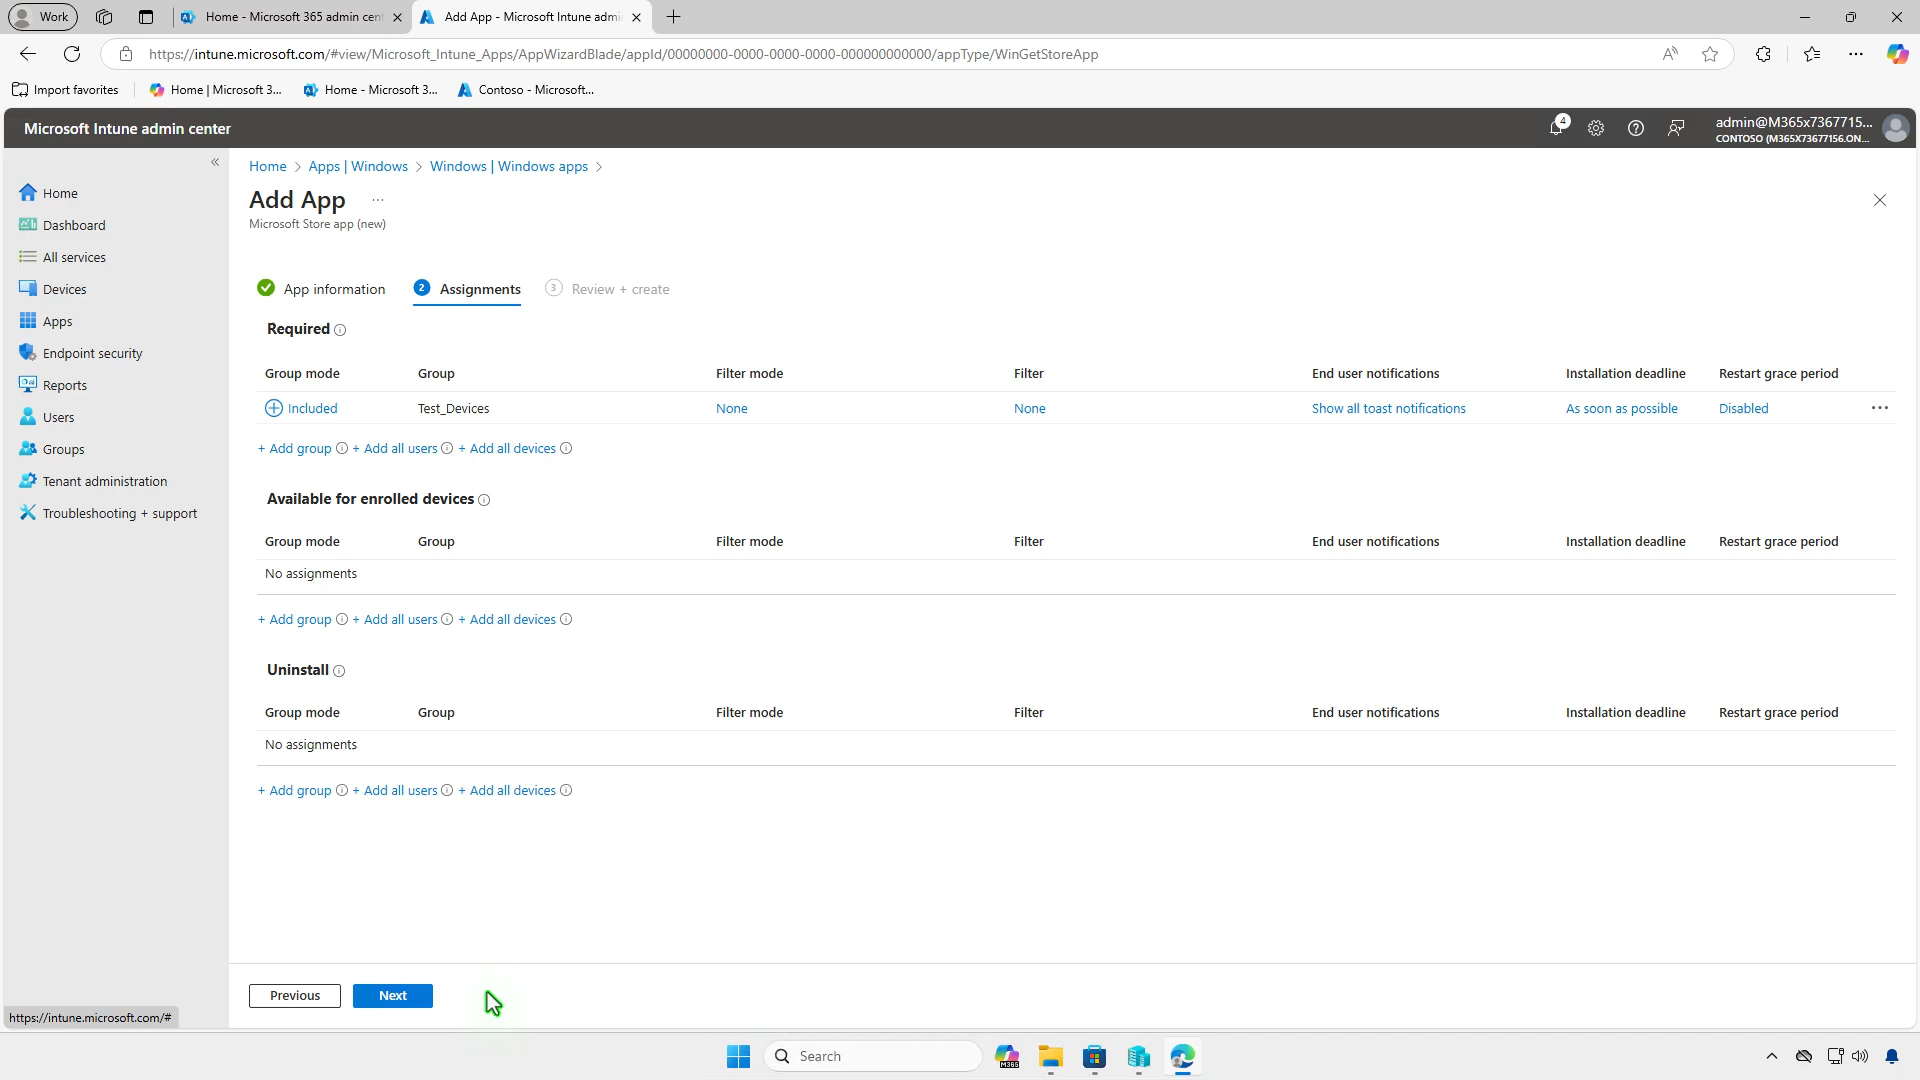 Work
Home - Microsoft 365 admin cent
Add App - Microsoft Intune admi
https://intune.microsoft.com/#view/Microsoft_Intune_Apps/AppWizardBlade/appId/00000000-0000-0000-0000-000000000000/appType/WinGetStoreApp
Import favorites
Home | Microsoft 3...
Home - Microsoft 3...
Contoso - Microsoft...
Microsoft Intune admin center
4
admin@M365x7367715...
CONTOSO (M365X73677156.ON...
Home
Dashboard
All services
Devices
Apps
Endpoint security
Reports
Users
Groups
Tenant administration
Troubleshooting + support
Home > Apps | Windows > Windows | Windows apps >
Add App ...
Microsoft Store app (new)
App information
2 Assignments
3 Review + create
Required
Group mode Group Filter mode Filter End user notifications Installation deadline Restart grace period
Included Test_Devices None None Show all toast notifications As soon as possible Disabled ...
+ Add group + Add all users + Add all devices
Available for enrolled devices
Group mode Group Filter mode Filter End user notifications Installation deadline Restart grace period
No assignments
+ Add group + Add all users + Add all devices
Uninstall
Group mode Group Filter mode Filter End user notifications Installation deadline Restart grace period
No assignments
+ Add group + Add all users + Add all devices
Previous
Next
https://intune.microsoft.com/#
Search
M365